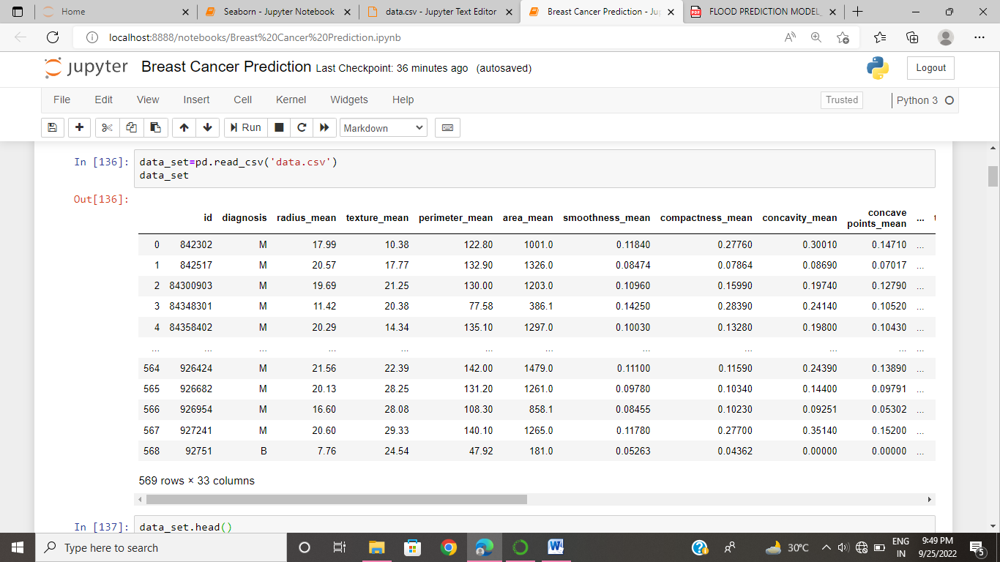 Home
Seaborn - Jupyter Notebook
data.csv - Jupyter Text Editor
Breast Cancer Prediction - Ju
PDF
FLOOD PREDICTION MODEL
localhost:8888/notebooks/Breast%20Cancer%20Prediction.ipynb
jupyter Breast Cancer Prediction Last Checkpoint: 36 minutes ago (autosaved)
Logout
File Edit View Insert Cell Kernel Widgets Help
Trusted
Python 3
Run
Markdown
In [136]: data_set=pd.read_csv('data.csv')
data_set
Out[136]:
id diagnosis radius_mean texture_mean perimeter_mean area_mean smoothness_mean compactness_mean concavity_mean concave points_mean ... t
0 842302 M 17.99 10.38 122.80 1001.0 0.11840 0.27760 0.30010 0.14710 ...
1 842517 M 20.57 17.77 132.90 1326.0 0.08474 0.07864 0.08690 0.07017 ...
2 84300903 M 19.69 21.25 130.00 1203.0 0.10960 0.15990 0.19740 0.12790 ...
3 84348301 M 11.42 20.38 77.58 386.1 0.14250 0.28390 0.24140 0.10520 ...
4 84358402 M 20.29 14.34 135.10 1297.0 0.10030 0.13280 0.19800 0.10430 ...
... ... ... ... ... ... ... ... ... ... ... ...
564 926424 M 21.56 22.39 142.00 1479.0 0.11100 0.11590 0.24390 0.13890 ...
565 926682 M 20.13 28.25 131.20 1261.0 0.09780 0.10340 0.14400 0.09791 ...
566 926954 M 16.60 28.08 108.30 858.1 0.08455 0.10230 0.09251 0.05302 ...
567 927241 M 20.60 29.33 140.10 1265.0 0.11780 0.27700 0.35140 0.15200 ...
568 92751 B 7.76 24.54 47.92 181.0 0.05263 0.04362 0.00000 0.00000 ...
569 rows × 33 columns
In [137]: data_set.head()
Type here to search
W
30°C
ENG
IN
9:49 PM
9/25/2022
5